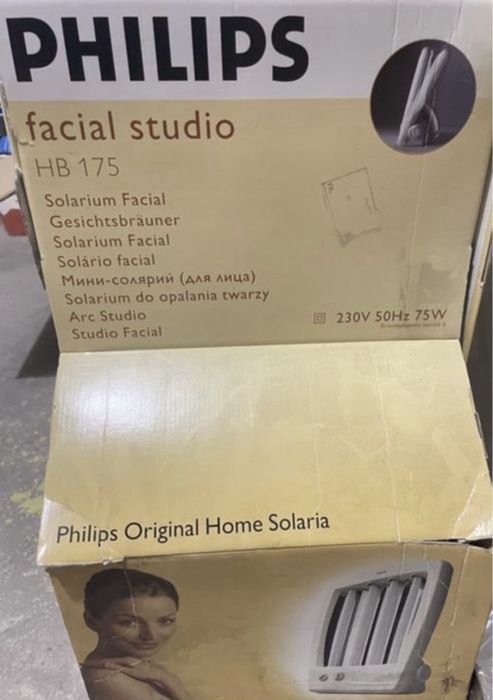 PHILIPS
facial studio
HB 175
Solarium Facial
Gesichtsbräuner
Solarium Facial
Solário facial
Мини-солярий (для лица)
Solarium do opalania twarzy
Arc Studio
Studio Facial
230V 50Hz 75W
Philips Original Home Solaria